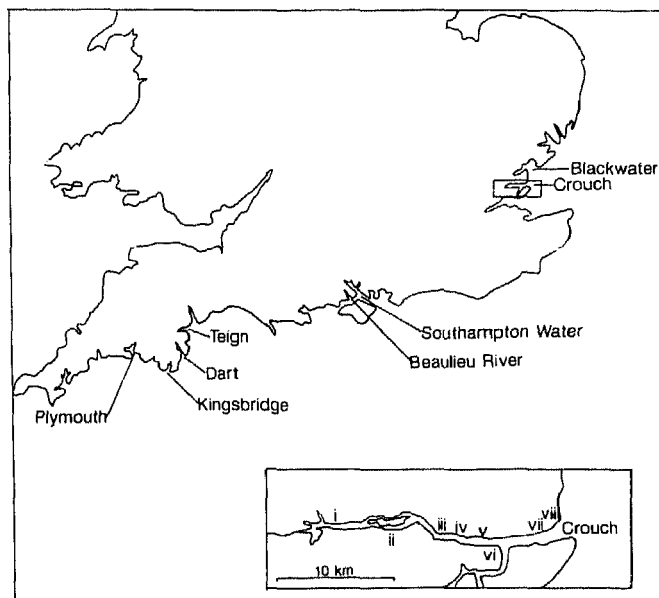 Blackwater
Crouch
Southampton Water
Beaulieu River
Teign
Dart
Kingsbridge
Plymouth
i
ii
iii
iv
v
vi
vii
viii
Crouch
10 km